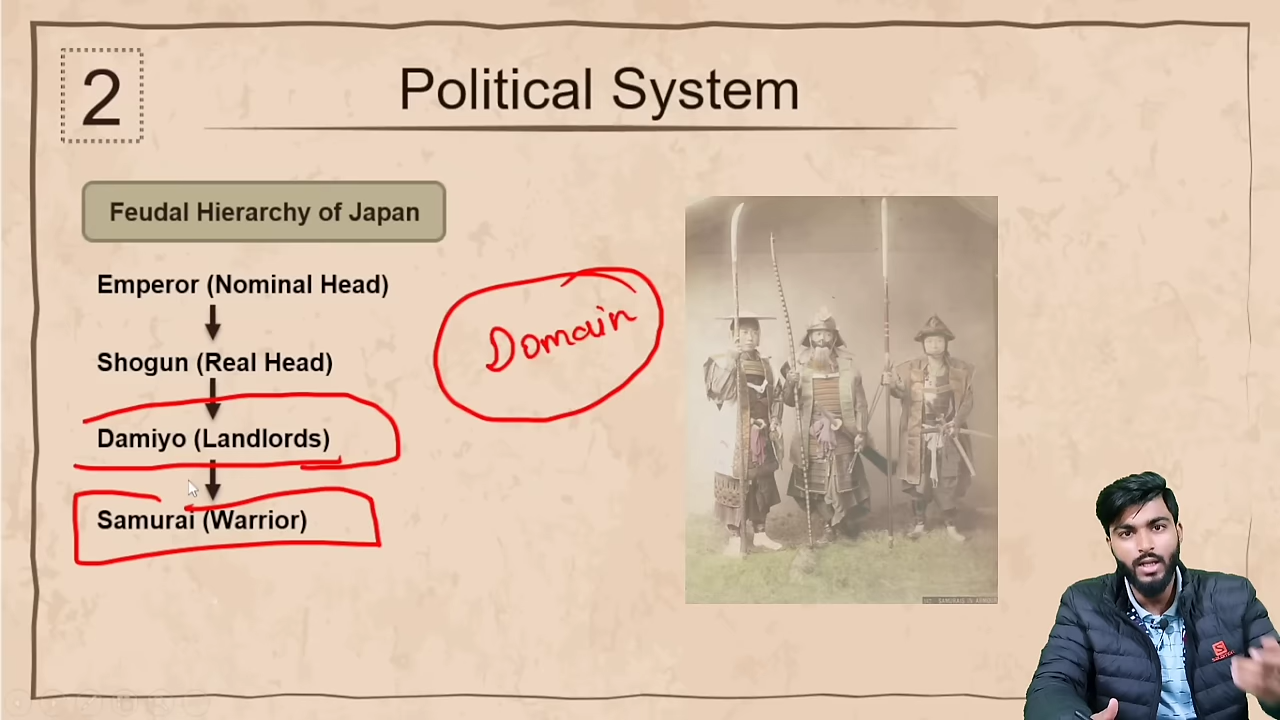 2
Political System
Feudal Hierarchy of Japan
Emperor (Nominal Head)
Shogun (Real Head)
Damiyo (Landlords)
Samurai (Warrior)
Domain